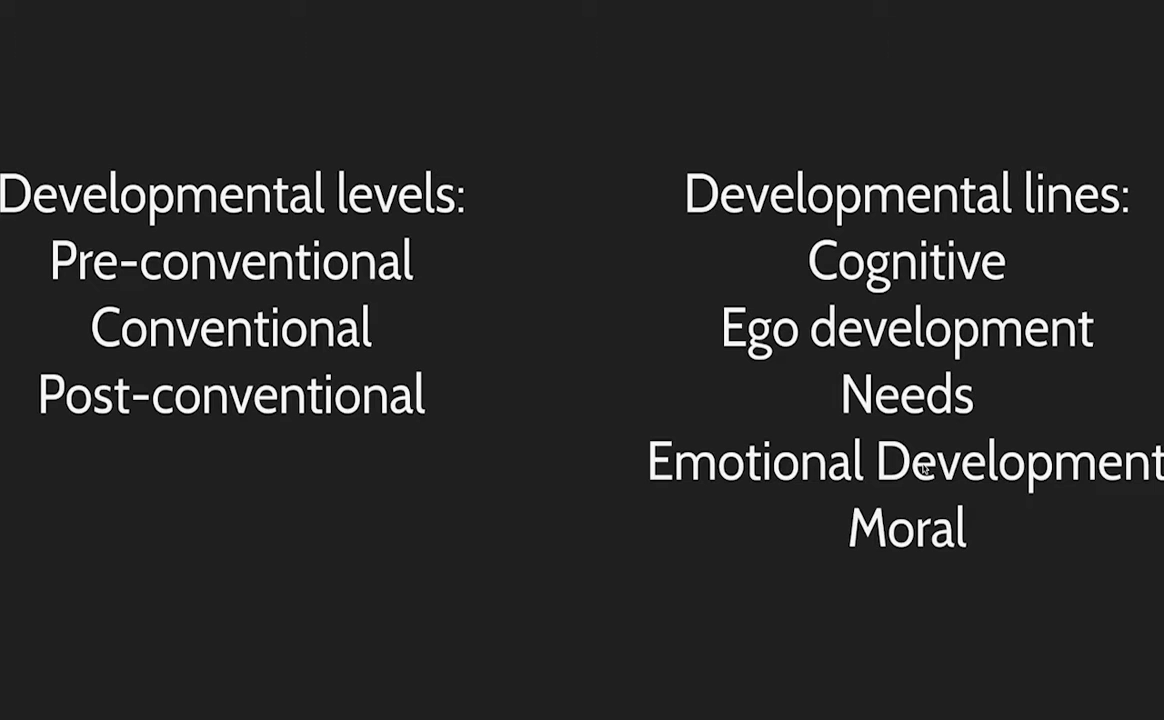 Developmental levels:
Pre-conventional
Conventional
Post-conventional
Developmental lines:
Cognitive
Ego development
Needs
Emotional Development
Moral